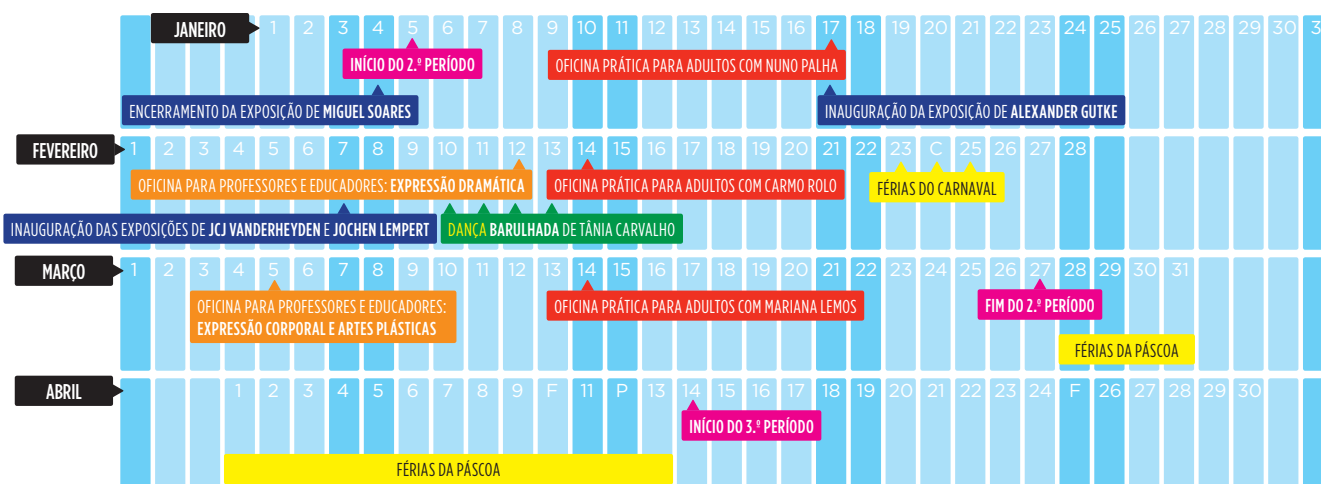 JANEIRO 1 2 3 4 5 6 7 8 9 10 11 12 13 14 15 16 17 18 19 20 21 22 23 24 25 26 27 28 29 30
INÍCIO DO 2.º PERÍODO OFICINA PRÁTICA PARA ADULTOS COM NUNO PALHA
ENCERRAMENTO DA EXPOSIÇÃO DE MIGUEL SOARES INAUGURAÇÃO DA EXPOSIÇÃO DE ALEXANDER GUTKE
FEVEREIRO 1 2 3 4 5 6 7 8 9 10 11 12 13 14 15 16 17 18 19 20 21 22 23 C 25 26 27 28
OFICINA PARA PROFESSORES E EDUCADORES: EXPRESSÃO DRAMÁTICA OFICINA PRÁTICA PARA ADULTOS COM CARMO ROLO FÉRIAS DO CARNAVAL
INAUGURAÇÃO DAS EXPOSIÇÕES DE JCJ VANDERHEYDEN E JOCHEN LEMPERT DANÇA BARULHADA DE TÂNIA CARVALHO
MARÇO 1 2 3 4 5 6 7 8 9 10 11 12 13 14 15 16 17 18 19 20 21 22 23 24 25 26 27 28 29 30 31
OFICINA PARA PROFESSORES E EDUCADORES: OFICINA PRÁTICA PARA ADULTOS COM MARIANA LEMOS FIM DO 2.º PERÍODO
EXPRESSÃO CORPORAL E ARTES PLÁSTICAS
FÉRIAS DA PÁSCOA
ABRIL 1 2 3 4 5 6 7 8 9 F 11 P 13 14 15 16 17 18 19 20 21 22 23 24 F 26 27 28 29 30
INÍCIO DO 3.º PERÍODO
FÉRIAS DA PÁSCOA